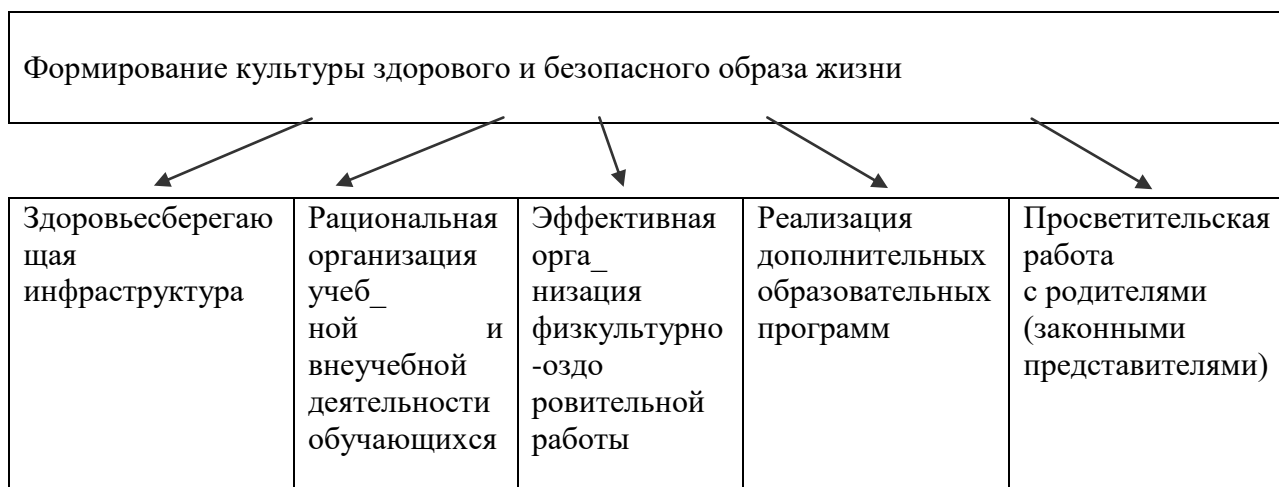 Формирование культуры здорового и безопасного образа жизни
Здоровьесберегаю
щая
инфраструктура
Рациональная
организация
учеб_
ной и
внеучебной
деятельности
обучающихся
Эффективная
орга_
низация
физкультурно
-оздо
ровительной
работы
Реализация
дополнительных
образовательных
программ
Просветительская
работа
с родителями
(законными
представителями)